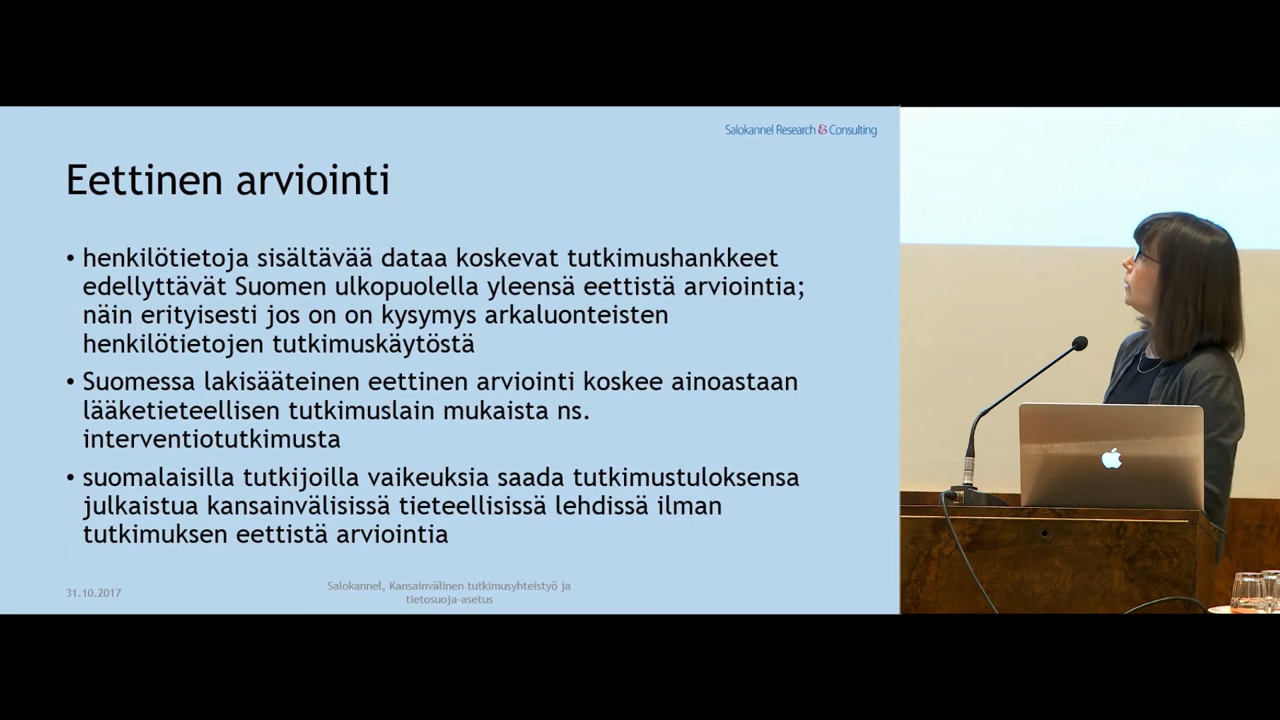 Salokannel Research & Consulting
Eettinen arviointi
• henkilötietoja sisältävää dataa koskevat tutkimushankkeet
edellyttävät Suomen ulkopuolella yleensä eettistä arviointia;
näin erityisesti jos on on kysymys arkaluonteisten
henkilötietojen tutkimuskäytöstä
• Suomessa lakisääteinen eettinen arviointi koskee ainoastaan
lääketieteellisen tutkimuslain mukaista ns.
interventiotutkimusta
• suomalaisilla tutkijoilla vaikeuksia saada tutkimustuloksensa
julkaistua kansainvälisissä tieteellisissä lehdissä ilman
tutkimuksen eettistä arviointia
31.10.2017
Salokannel, Kansainvälinen tutkimusyhteistyö ja
tietosuoja-asetus